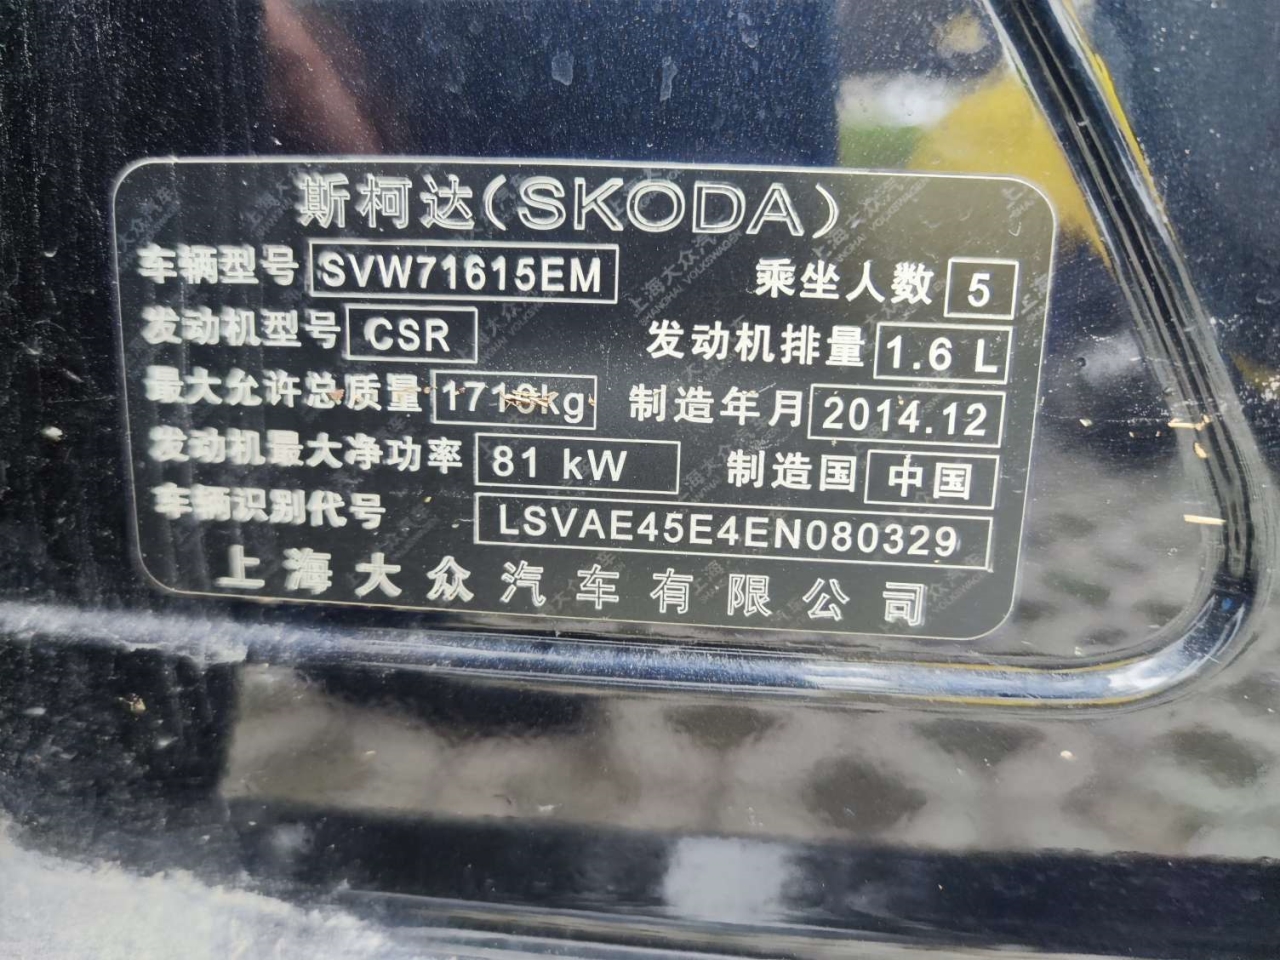 斯柯达(SKODA)
车辆型号 SVW71615EM 乘坐人数 5
发动机型号 CSR 发动机排量 1.6 L
最大允许总质量 制造年月 2014.12
发动机最大净功率 81 kW 制造国 中国
车辆识别代号 LSVAE45E4EN080329
上海大众汽车有限公司